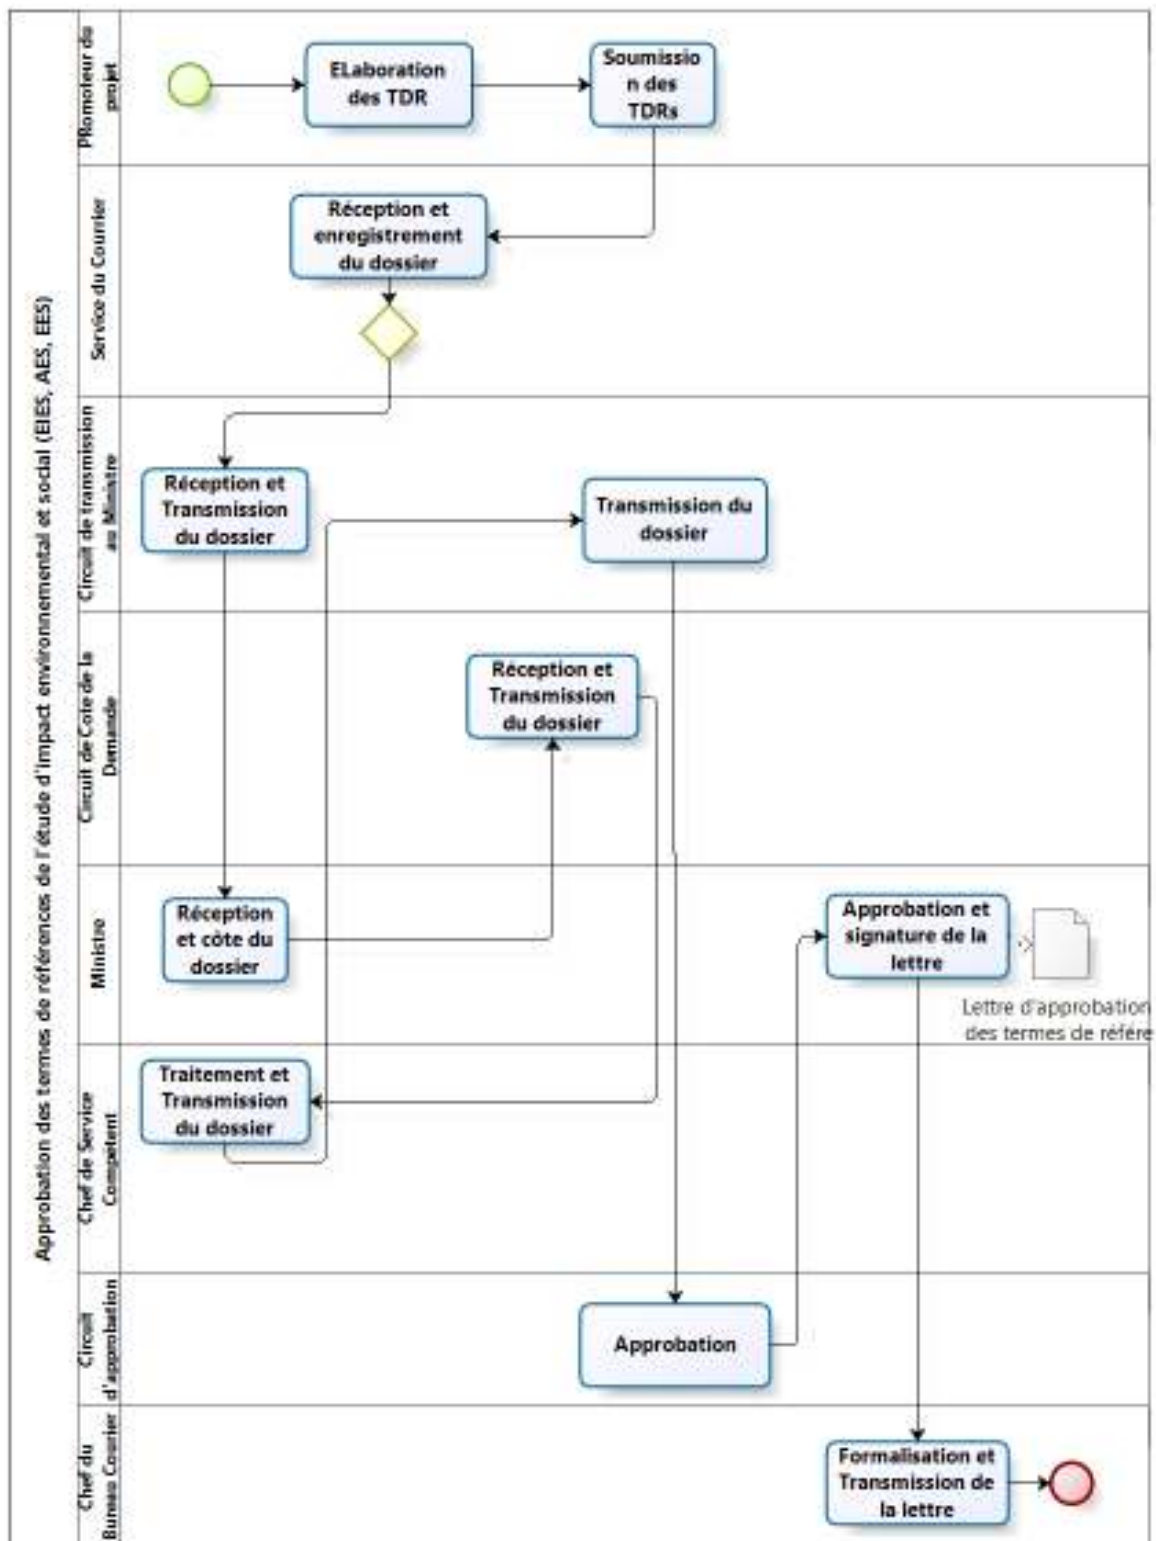 Approbation des termes de références de l'étude d'impact environnemental et social (EIES, AES, EES)
PRomoteur du
projet
ELaboration
des TDR
Soumissio
n des
TDRs
Service du Courrier
Réception et
enregistrement
du dossier
Circuit de transmission
au Ministre
Réception et
Transmission
du dossier
Transmission du
dossier
Circuit de Cote de la
Demande
Réception et
Transmission
du dossier
Ministre
Réception
et côte du
dossier
Approbation et
signature de la
lettre
Lettre d'approbation
des termes de référe
Chef de Service
Compétent
Traitement et
Transmission
du dossier
Circuit
d'approbation
Approbation
Chef du
Bureau Courier
Formalisation et
Transmission de
la lettre